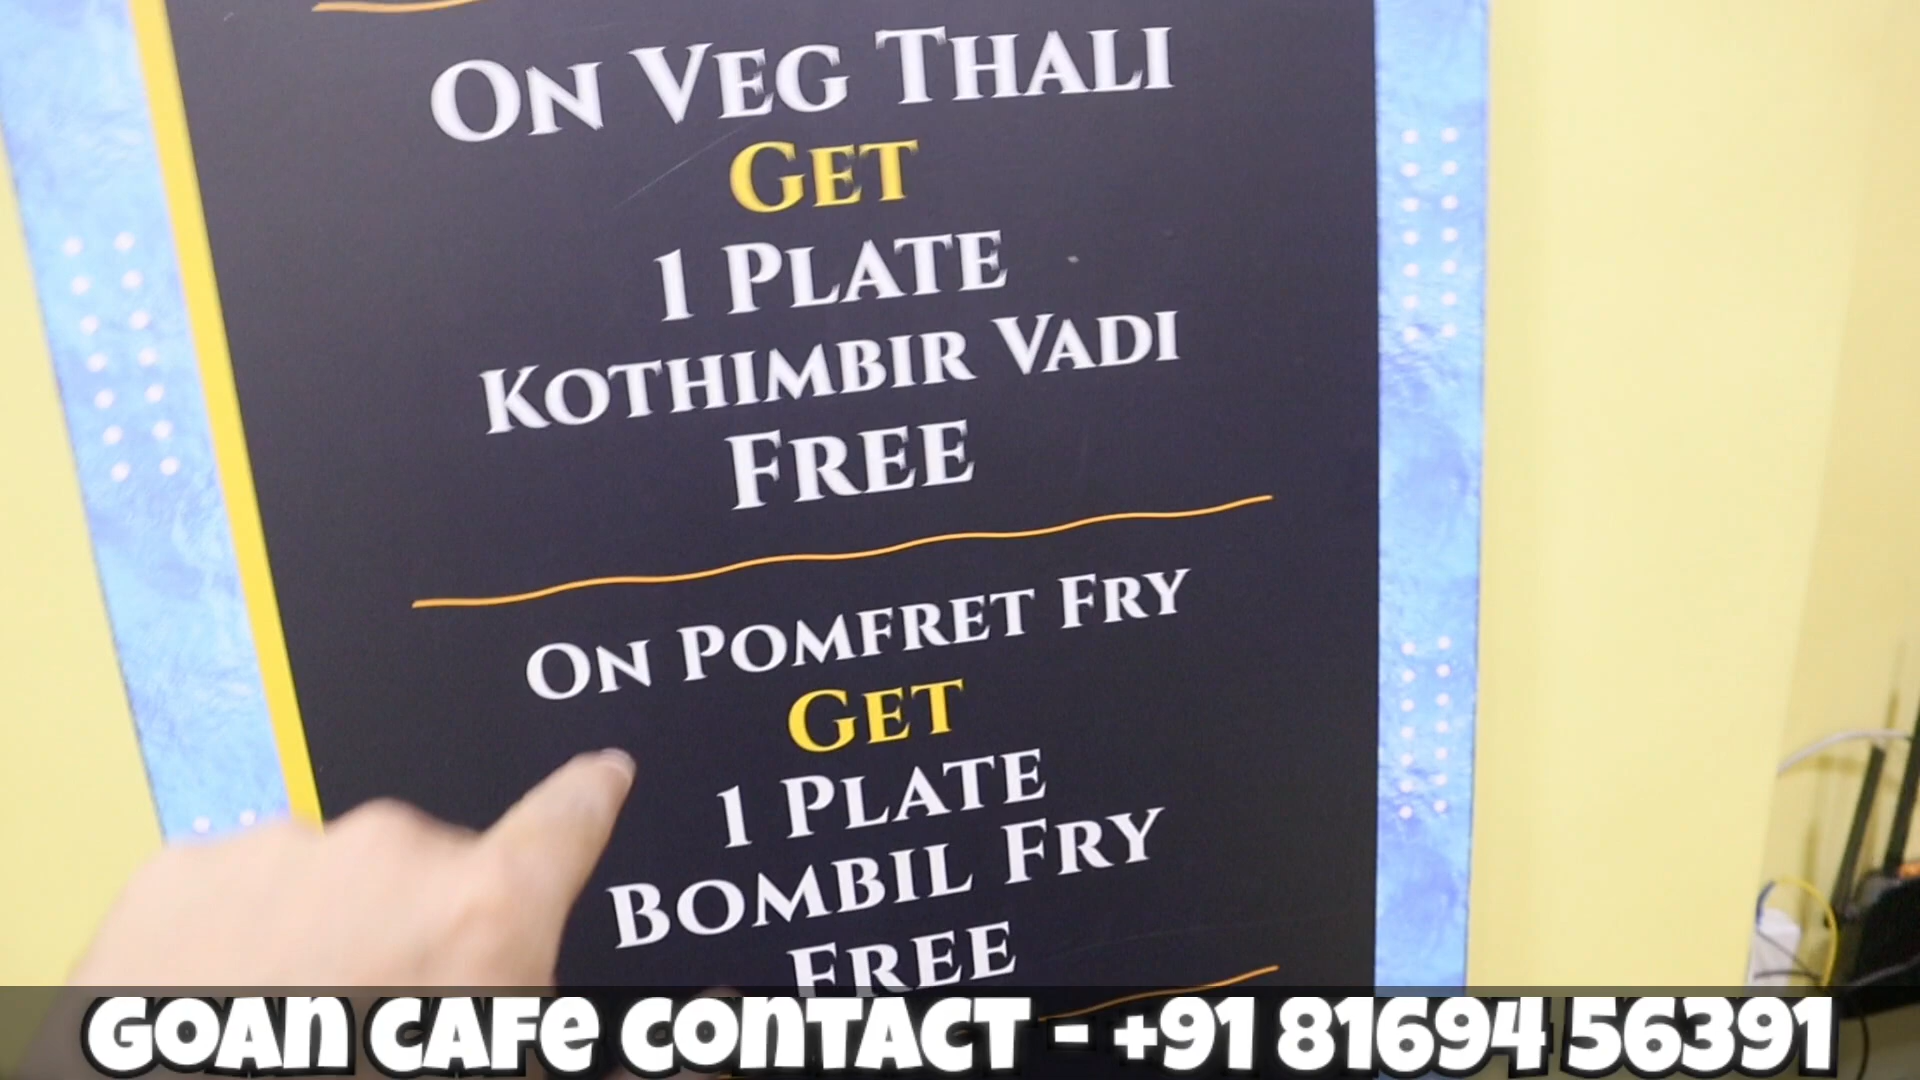 On Veg Thali
Get
1 Plate
Kothimbir Vadi
Free
On Pomfret Fry
Get
1 Plate
Bombil Fry
Free
GOAN CAFE CONTACT - +91 81694 56391